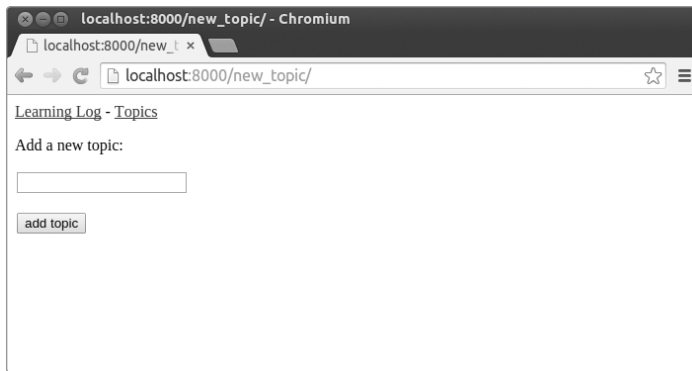 localhost:8000/new_topic/ - Chromium
localhost:8000/new_t
localhost:8000/new_topic/
Learning Log - Topics
Add a new topic:
add topic